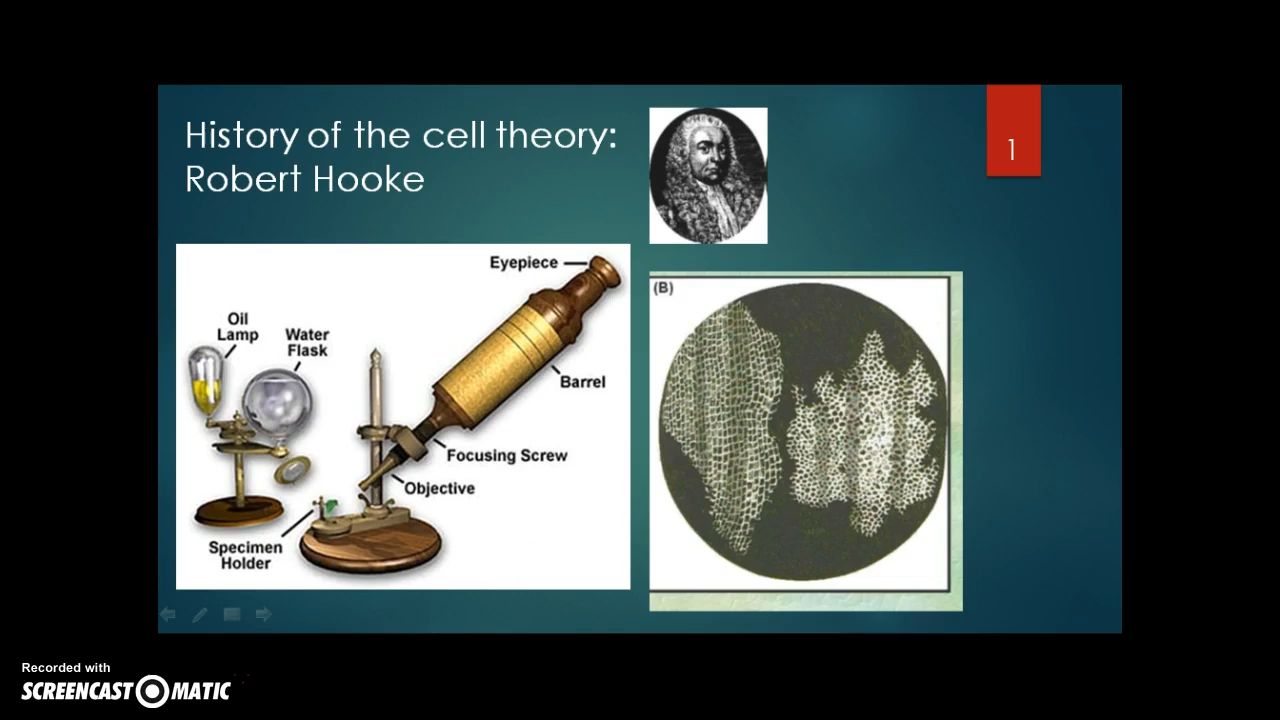 History of the cell theory:
Robert Hooke
1
Eyepiece
Oil
Lamp
Water
Flask
Barrel
Focusing Screw
Objective
Specimen
Holder
(B)
Recorded with
SCREENCAST MATIC